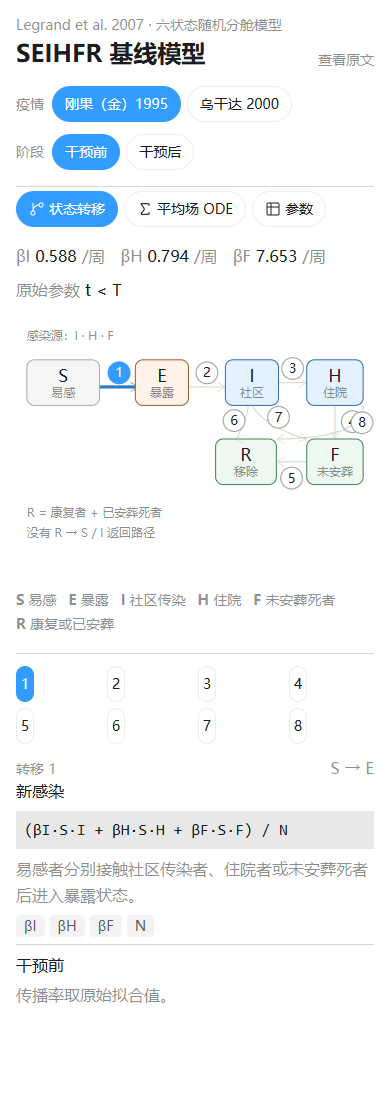 Legrand et al. 2007 · 六状态随机分舱模型
SEIHFR 基线模型
查看原文
疫情 刚果（金）1995 乌干达 2000
阶段 干预前 干预后
状态转移 Σ 平均场 ODE 参数
βI 0.588 /周 βH 0.794 /周 βF 7.653 /周
原始参数 t < T
感染源：I · H · F
S 易感
1
E 暴露
2
I 社区
3
H 住院
6
7
4
8
R 移除
5
F 未安葬
R = 康复者 + 已安葬死者
没有 R → S / I 返回路径
S 易感 E 暴露 I 社区传染 H 住院 F 未安葬死者
R 康复或已安葬
1 2 3 4
5 6 7 8
转移 1 S → E
新感染
(βI·S·I + βH·S·H + βF·S·F) / N
易感者分别接触社区传染者、住院者或未安葬死者
后进入暴露状态。
βI βH βF N
干预前
传播率取原始拟合值。